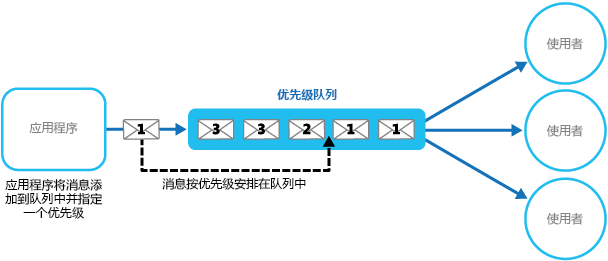 优先级队列
使用者
应用程序
1
3
3
2
1
1
使用者
应用程序将消息添
加到队列中并指定
一个优先级
消息按优先级安排在队列中
使用者